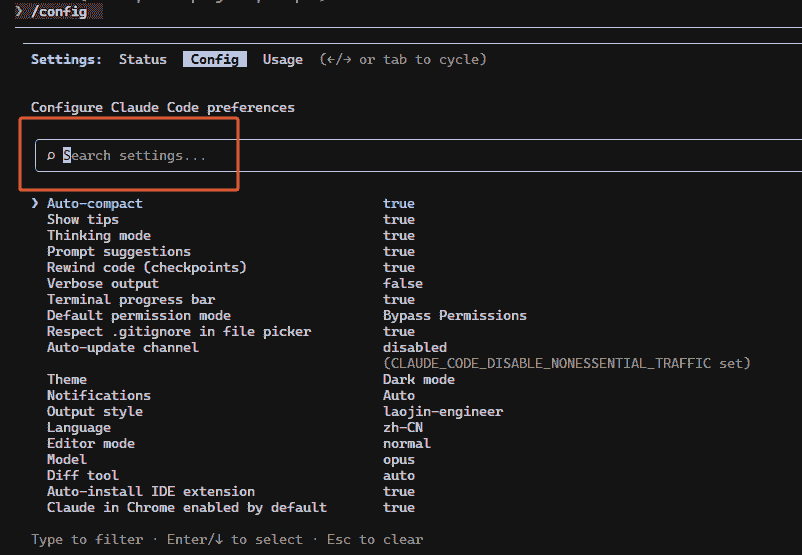 ❯ /config
Settings: Status Config Usage (←/→ or tab to cycle)
Configure Claude Code preferences
⌕ Search settings...
❯ Auto-compact true
Show tips true
Thinking mode true
Prompt suggestions true
Rewind code (checkpoints) true
Verbose output false
Terminal progress bar true
Default permission mode Bypass Permissions
Respect .gitignore in file picker true
Auto-update channel disabled
(CLAUDE_CODE_DISABLE_NONESSENTIAL_TRAFFIC set)
Theme Dark mode
Notifications Auto
Output style laojin-engineer
Language zh-CN
Editor mode normal
Model opus
Diff tool auto
Auto-install IDE extension true
Claude in Chrome enabled by default true
Type to filter · Enter/↓ to select · Esc to clear